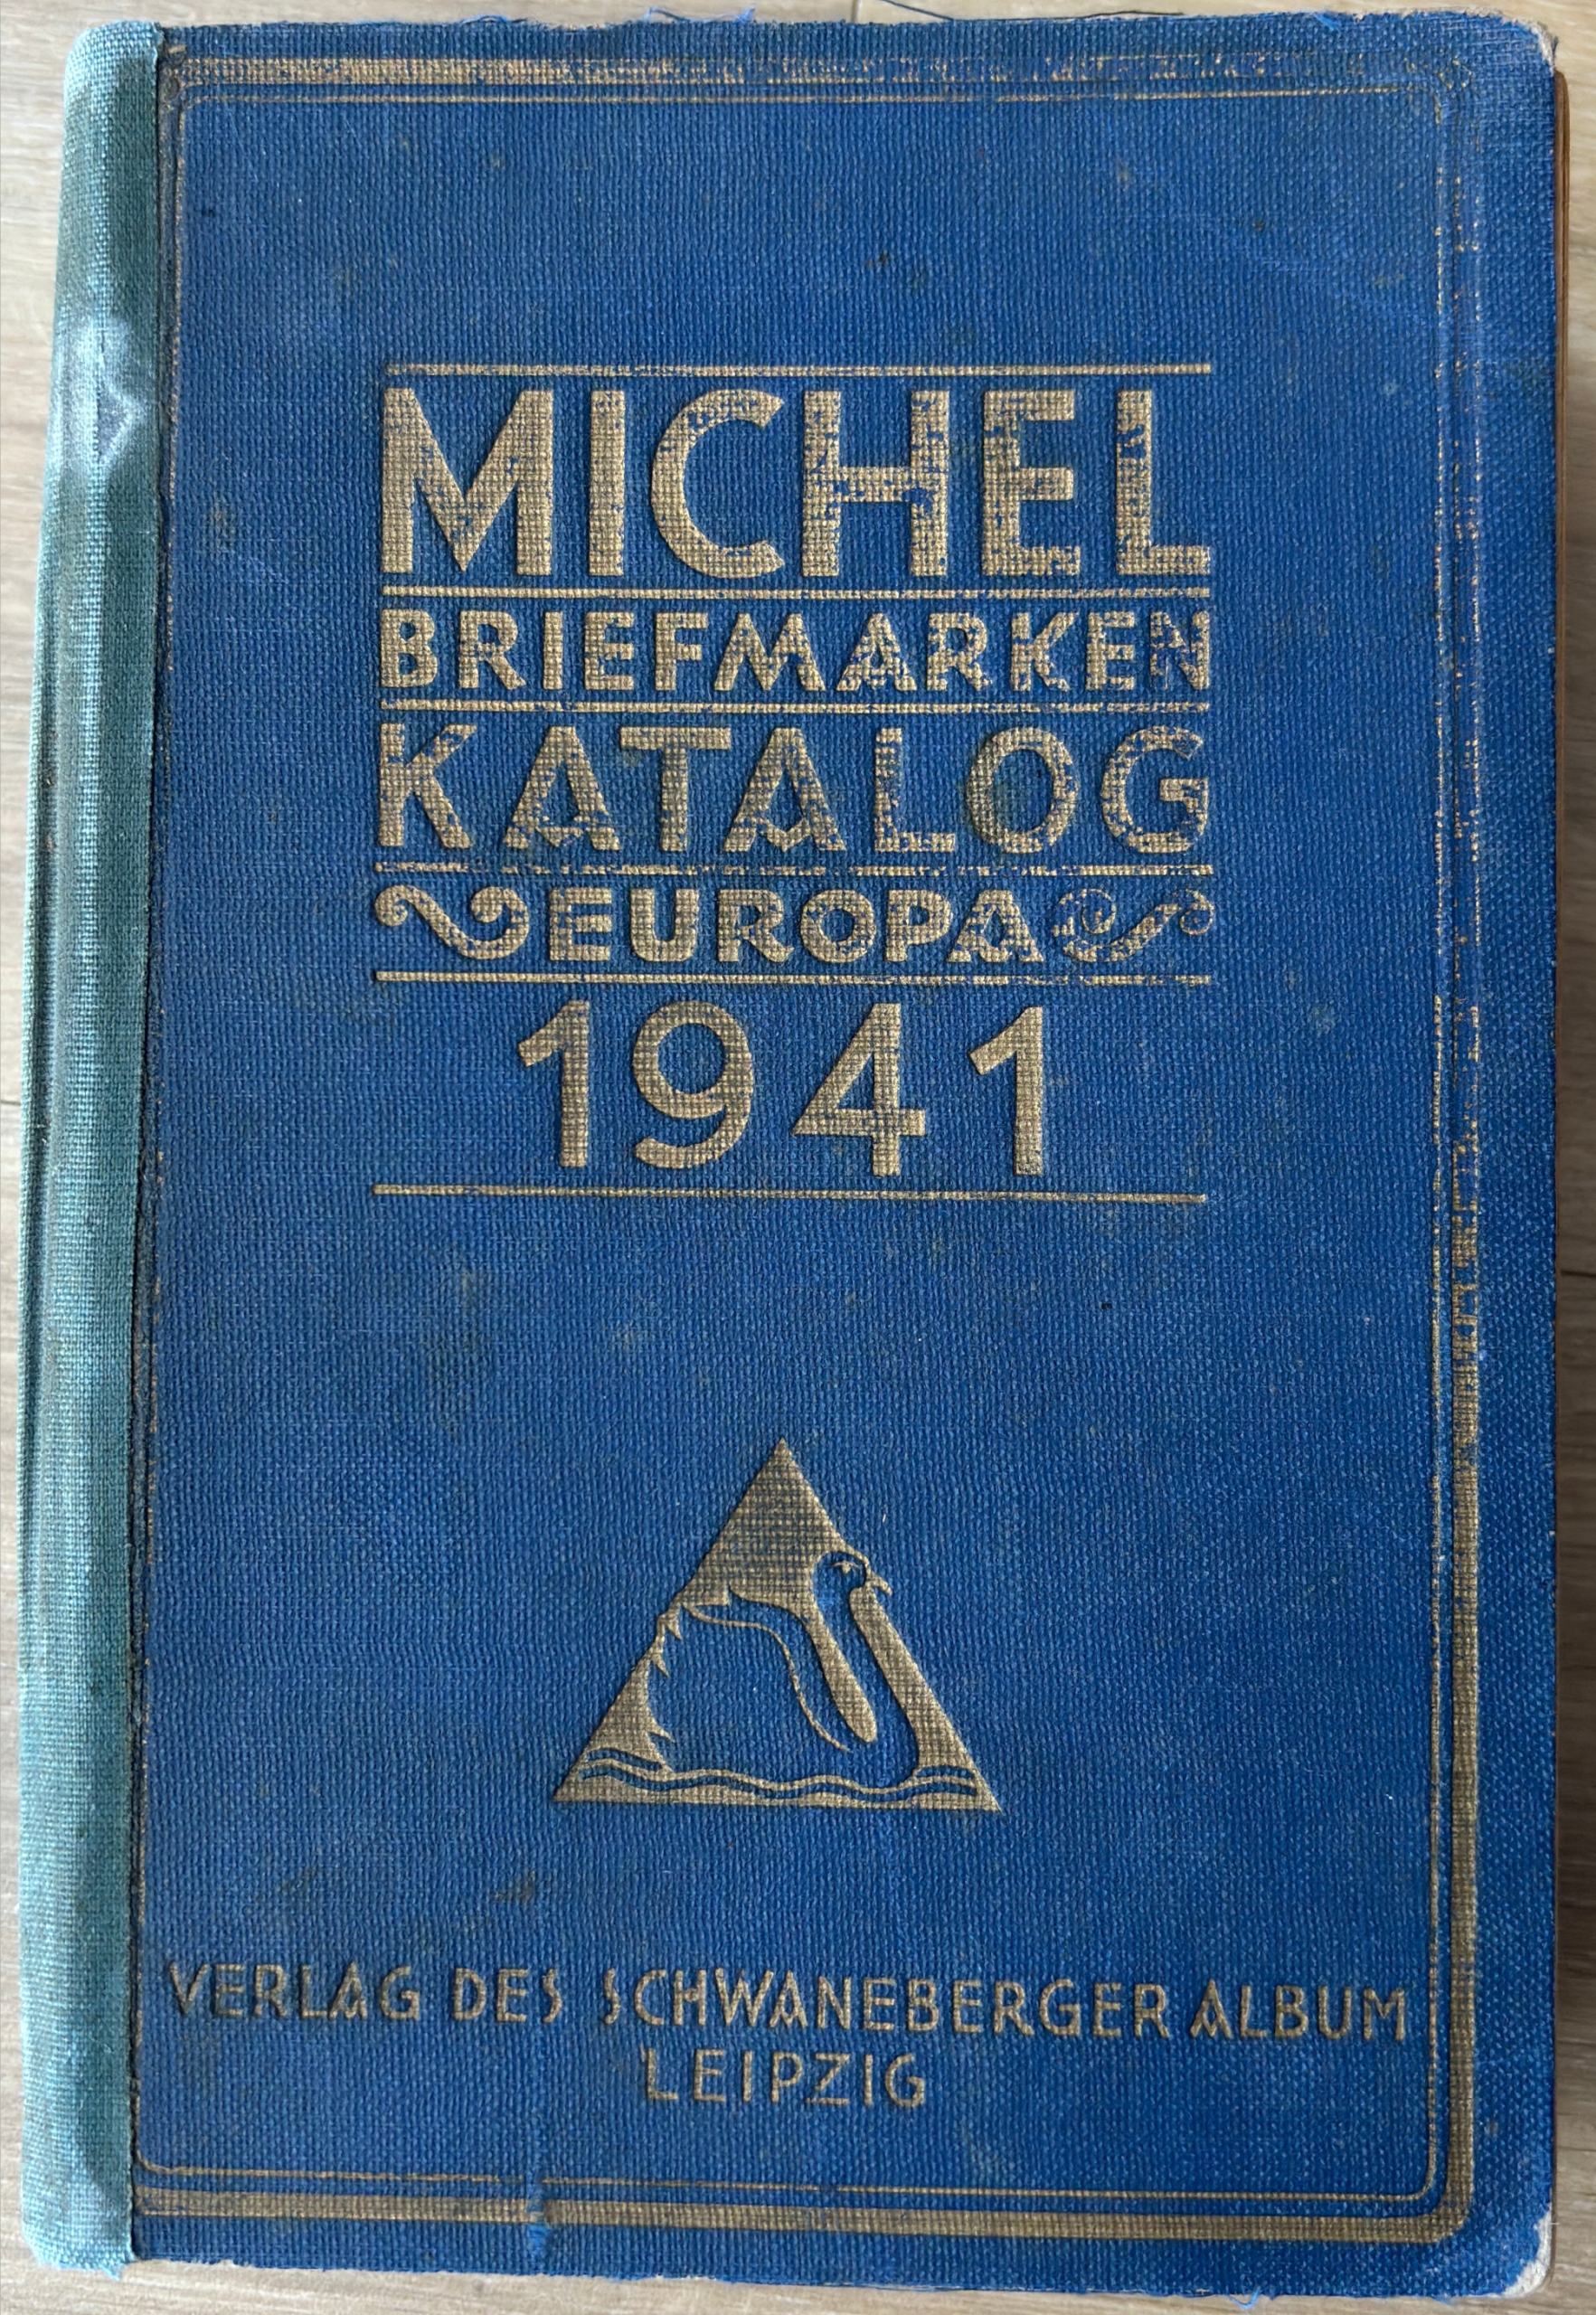 MICHEL
BRIEFMARKEN
KATALOG
EUROPA
1941
VERLAG DES SCHWANEBERGER ALBUM
LEIPZIG